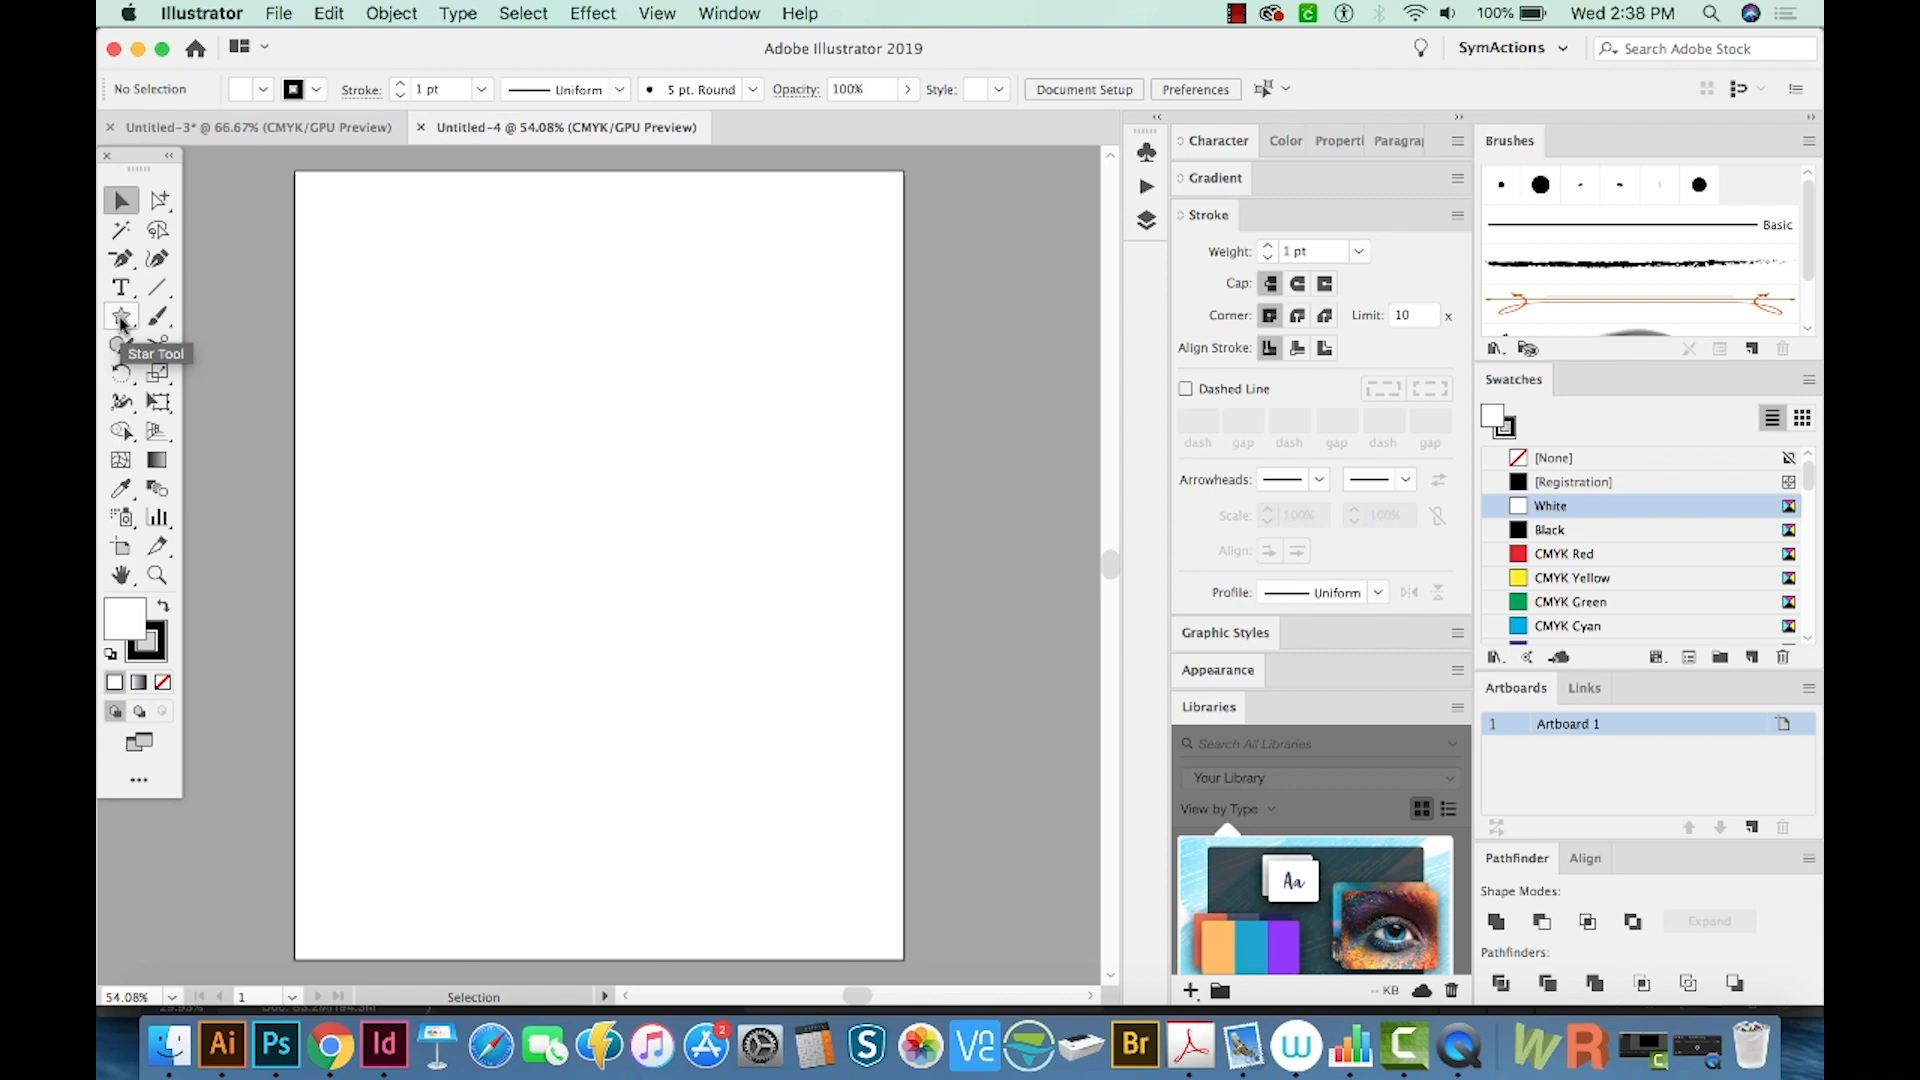 Illustrator File Edit Object Type Select Effect View Window Help 100% Wed 2:38 PM
Adobe Illustrator 2019 SymActions Search Adobe Stock
No Selection Stroke: 1 pt Uniform 5 pt. Round Opacity: 100% Style: Document Setup Preferences
Untitled-3* @ 66.67% (CMYK/GPU Preview) Untitled-4 @ 54.08% (CMYK/GPU Preview)
Star Tool
Character Color Properti Paragra
Gradient
Stroke
Weight: 1 pt
Cap:
Corner: Limit: 10 x
Align Stroke:
Dashed Line
dash gap dash gap dash gap
Arrowheads:
Scale: 100% 100%
Align:
Profile: Uniform
Graphic Styles
Appearance
Libraries
Search All Libraries
Your Library
View by Type
Aa
-- KB
Brushes
Basic
Swatches
[None]
[Registration]
White
Black
CMYK Red
CMYK Yellow
CMYK Green
CMYK Cyan
Artboards Links
1 Artboard 1
Pathfinder Align
Shape Modes:
Expand
Pathfinders:
54.08% 1 Selection
Ai Ps Id 2 S VE Br W C W R